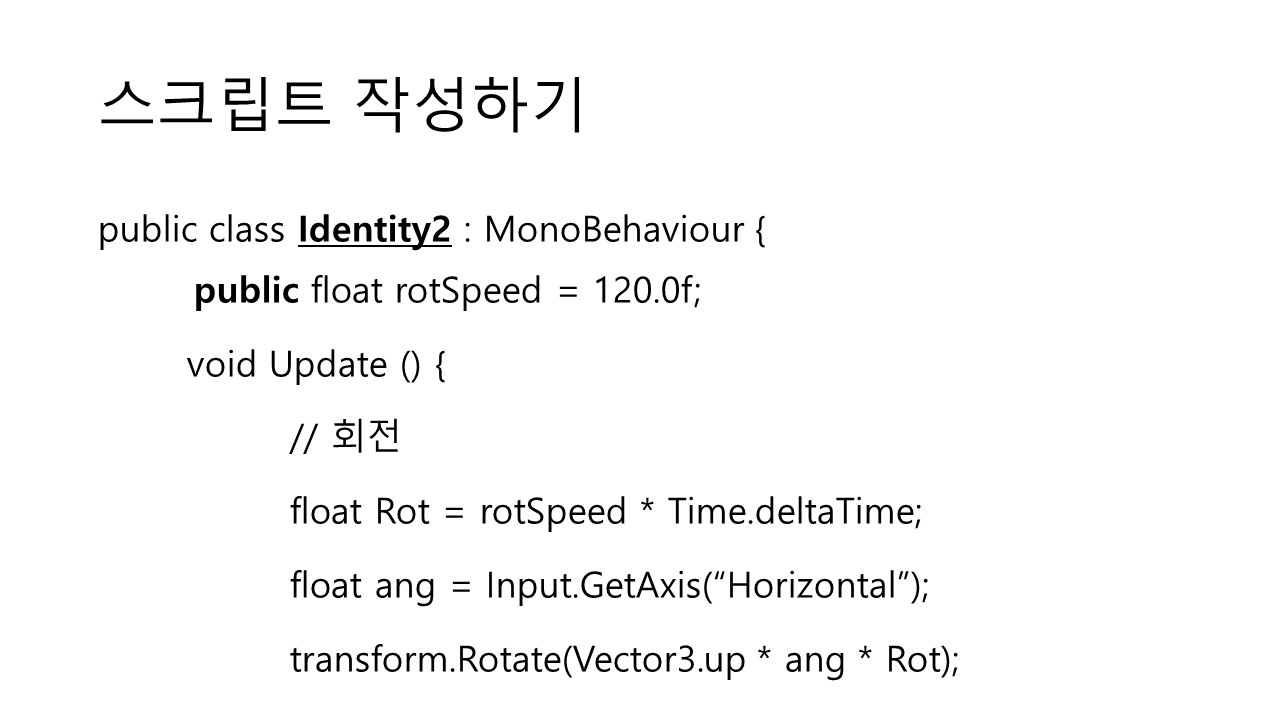 스크립트 작성하기
public class Identity2 : MonoBehaviour {
public float rotSpeed = 120.0f;
void Update () {
// 회전
float Rot = rotSpeed * Time.deltaTime;
float ang = Input.GetAxis(“Horizontal”);
transform.Rotate(Vector3.up * ang * Rot);